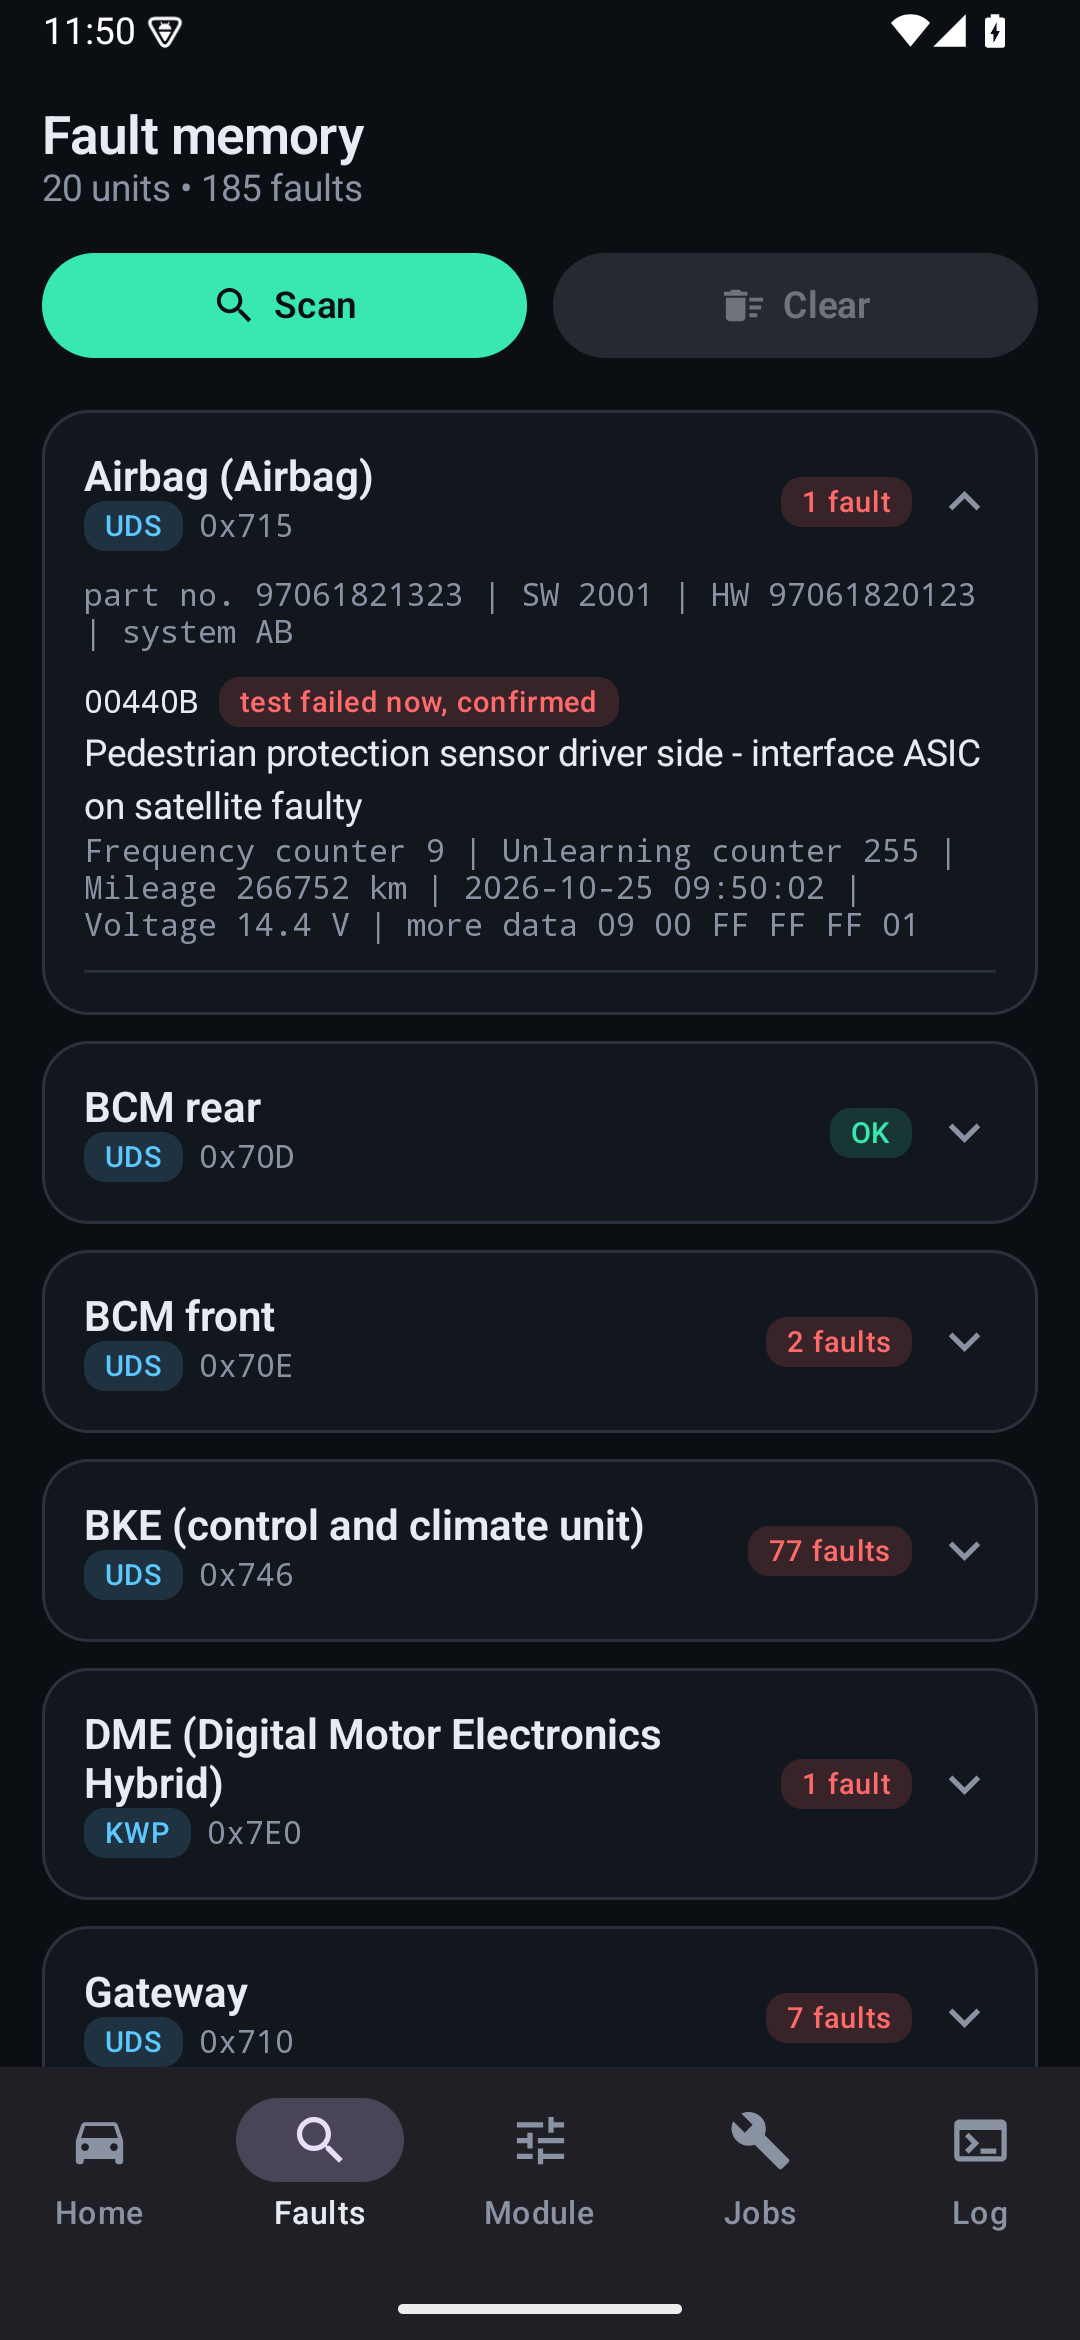 11:50
Fault memory
20 units • 185 faults
Scan
Clear
Airbag (Airbag)
UDS 0x715
1 fault
part no. 97061821323 | SW 2001 | HW 97061820123
| system AB
00440B test failed now, confirmed
Pedestrian protection sensor driver side - interface ASIC
on satellite faulty
Frequency counter 9 | Unlearning counter 255 |
Mileage 266752 km | 2026-10-25 09:50:02 |
Voltage 14.4 V | more data 09 00 FF FF FF 01
BCM rear
UDS 0x70D
OK
BCM front
UDS 0x70E
2 faults
BKE (control and climate unit)
UDS 0x746
77 faults
DME (Digital Motor Electronics
Hybrid)
KWP 0x7E0
1 fault
Gateway
UDS 0x710
7 faults
Home
Faults
Module
Jobs
Log